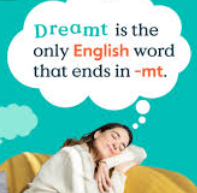 Dreamt is the
only English word
that ends in -mt.